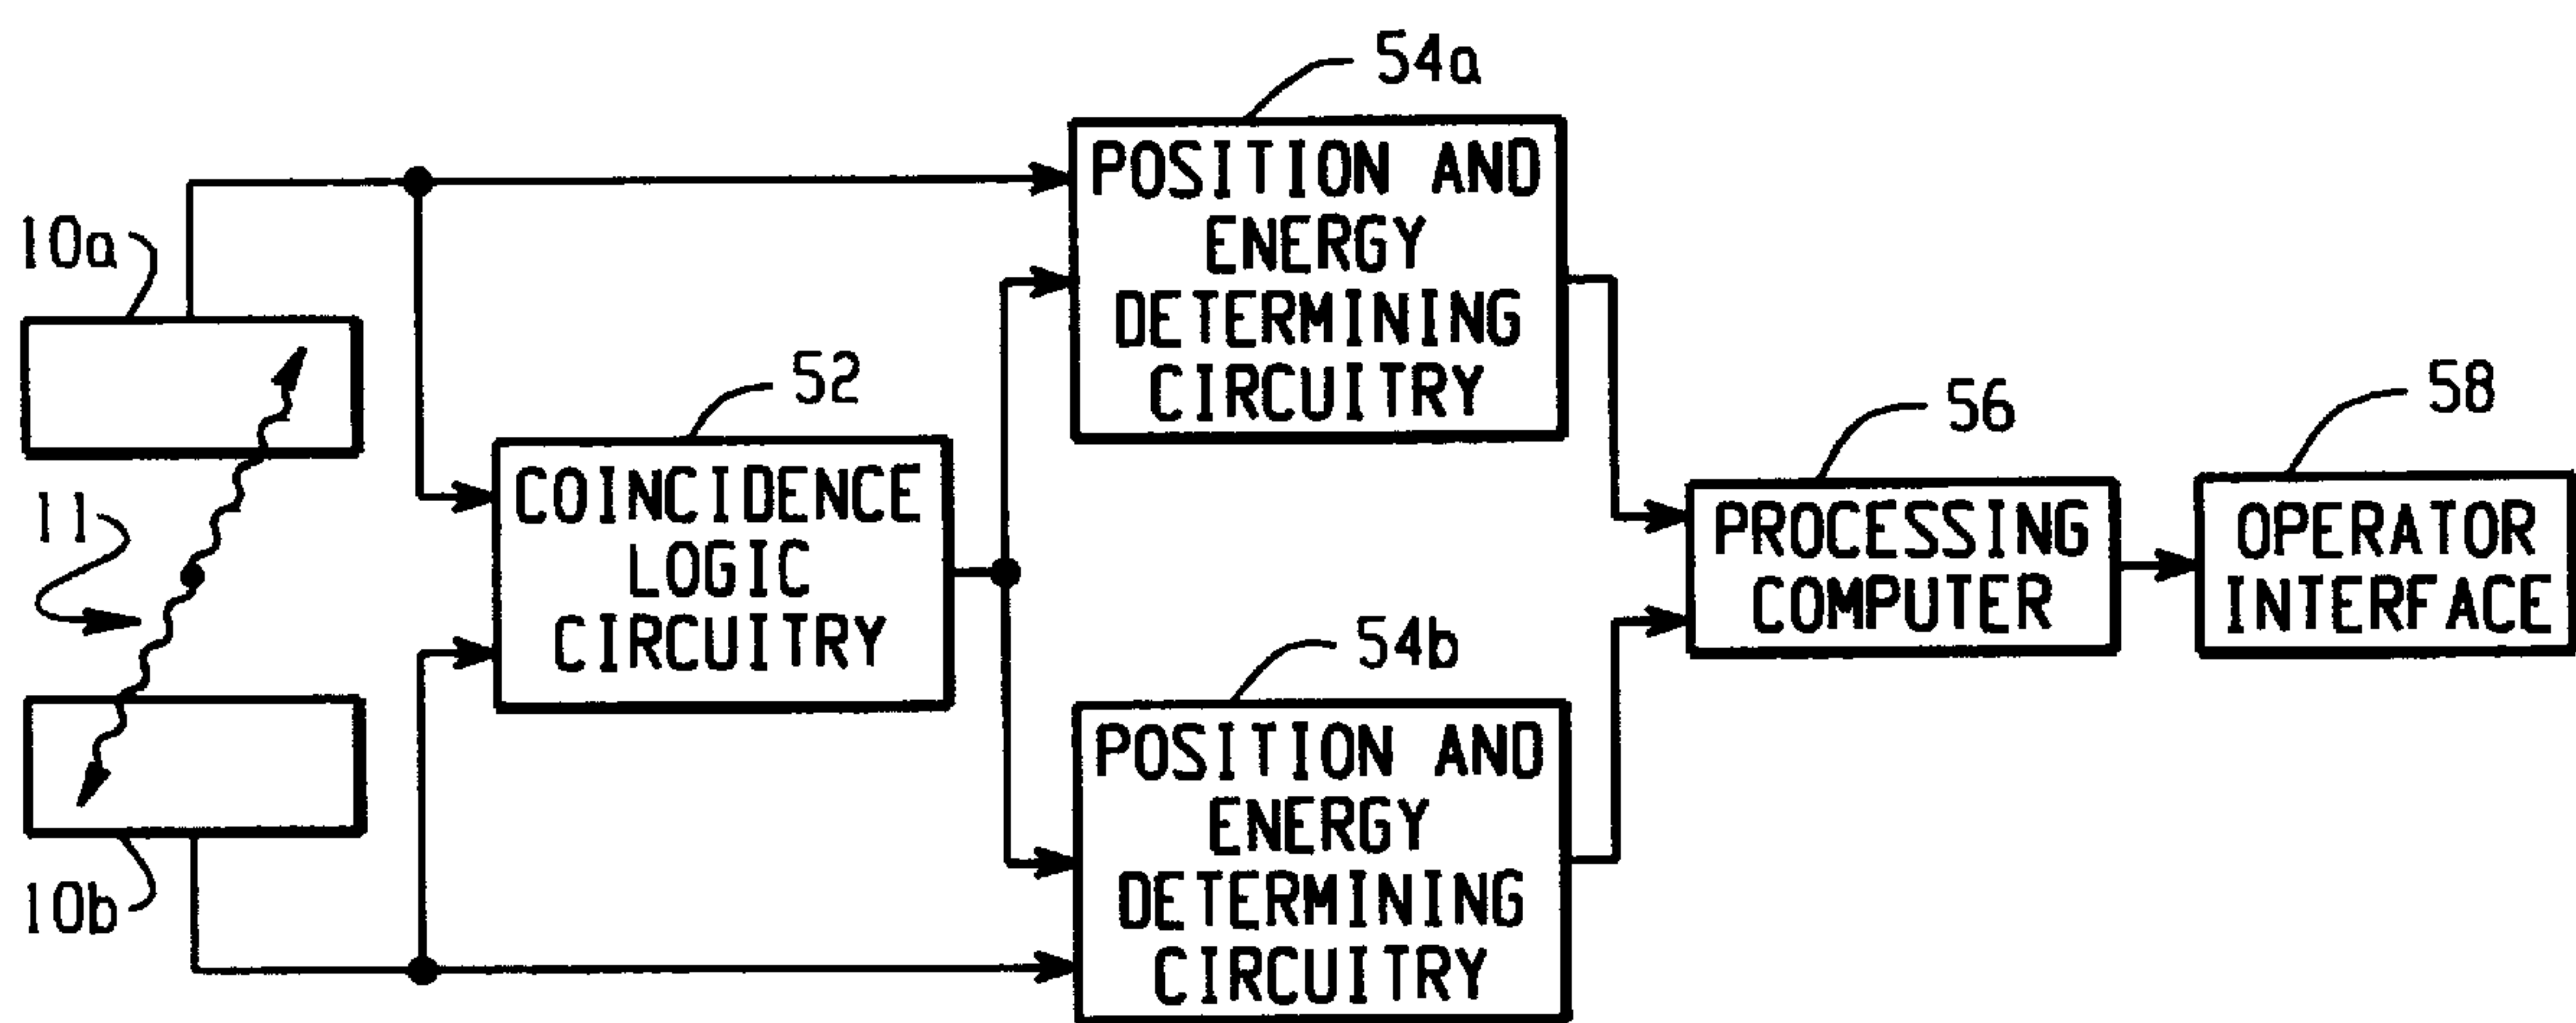 54a
POSITION AND
ENERGY
DETERMINING
CIRCUITRY
10a
52
COINCIDENCE
LOGIC
CIRCUITRY
56
PROCESSING
COMPUTER
58
OPERATOR
INTERFACE
11
54b
POSITION AND
ENERGY
DETERMINING
CIRCUITRY
10b